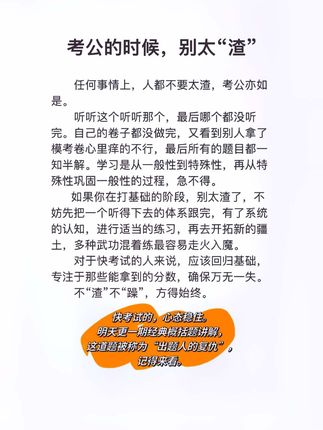 考公的时候，别太“渣”
任何事情上，人都不要太渣，考公亦如
是。
听听这个听听那个，最后哪个都没听
完。自己的卷子都没做完，又看到别人拿了
模考卷心里痒的不行，最后所有的题目都一
知半解。学习是从一般性到特殊性，再从特
殊性巩固一般性的过程，急不得。
如果你在打基础的阶段，别太渣了，不
妨先把一个听得下去的体系跟完，有了系统
的认知，进行适当的练习，再去开拓新的疆
土，多种武功混着练最容易走火入魔。
对于快考试的人来说，应该回归基础，
专注于那些能拿到的分数，确保万无一失。
不“渣”不“躁”，方得始终。
快考试的，心态稳住。
明天更一期经典概括题讲解，
这道题被称为“出题人的复仇”，
记得来看。